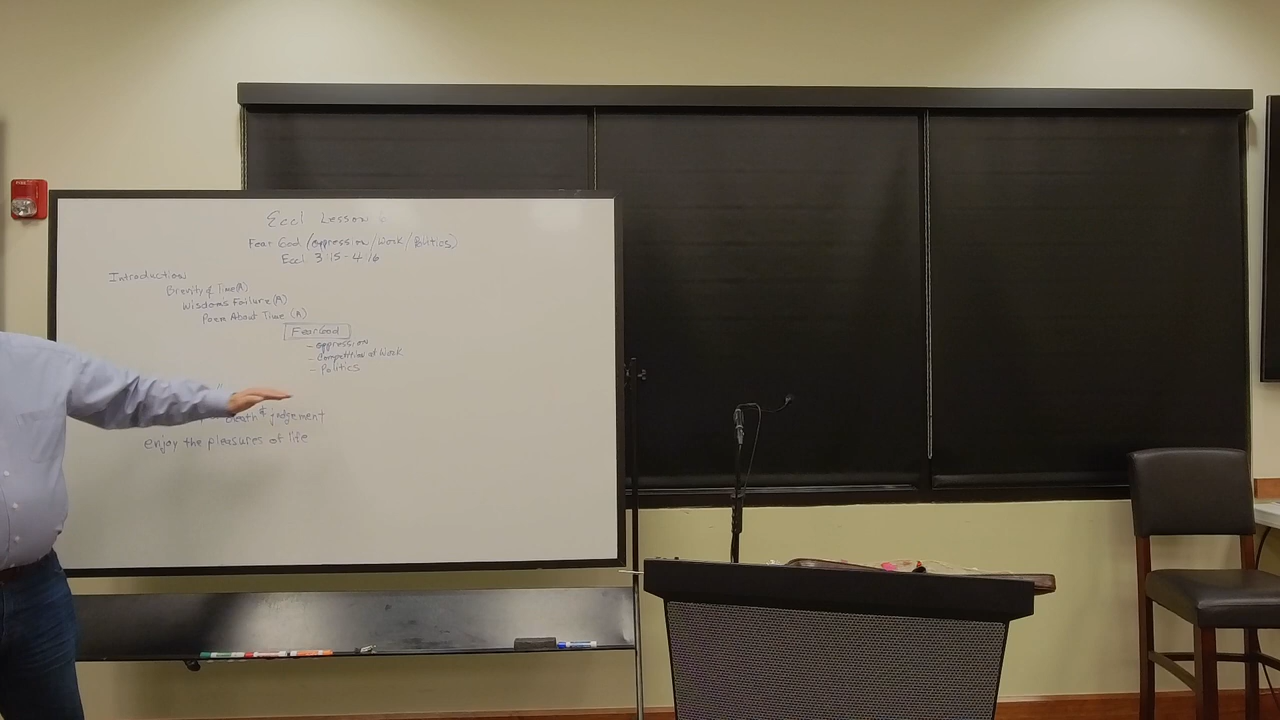 Eccl Lesson
Fear God (oppression/Work/Politics)
Eccl 3:15-4:16
Introduction
Brevity of Time (A)
Wisdoms Failure (A)
Poem About Time (A)
Fear God
- oppression
- Competition at Work
- Politics
death & judgement
enjoy the pleasures of life